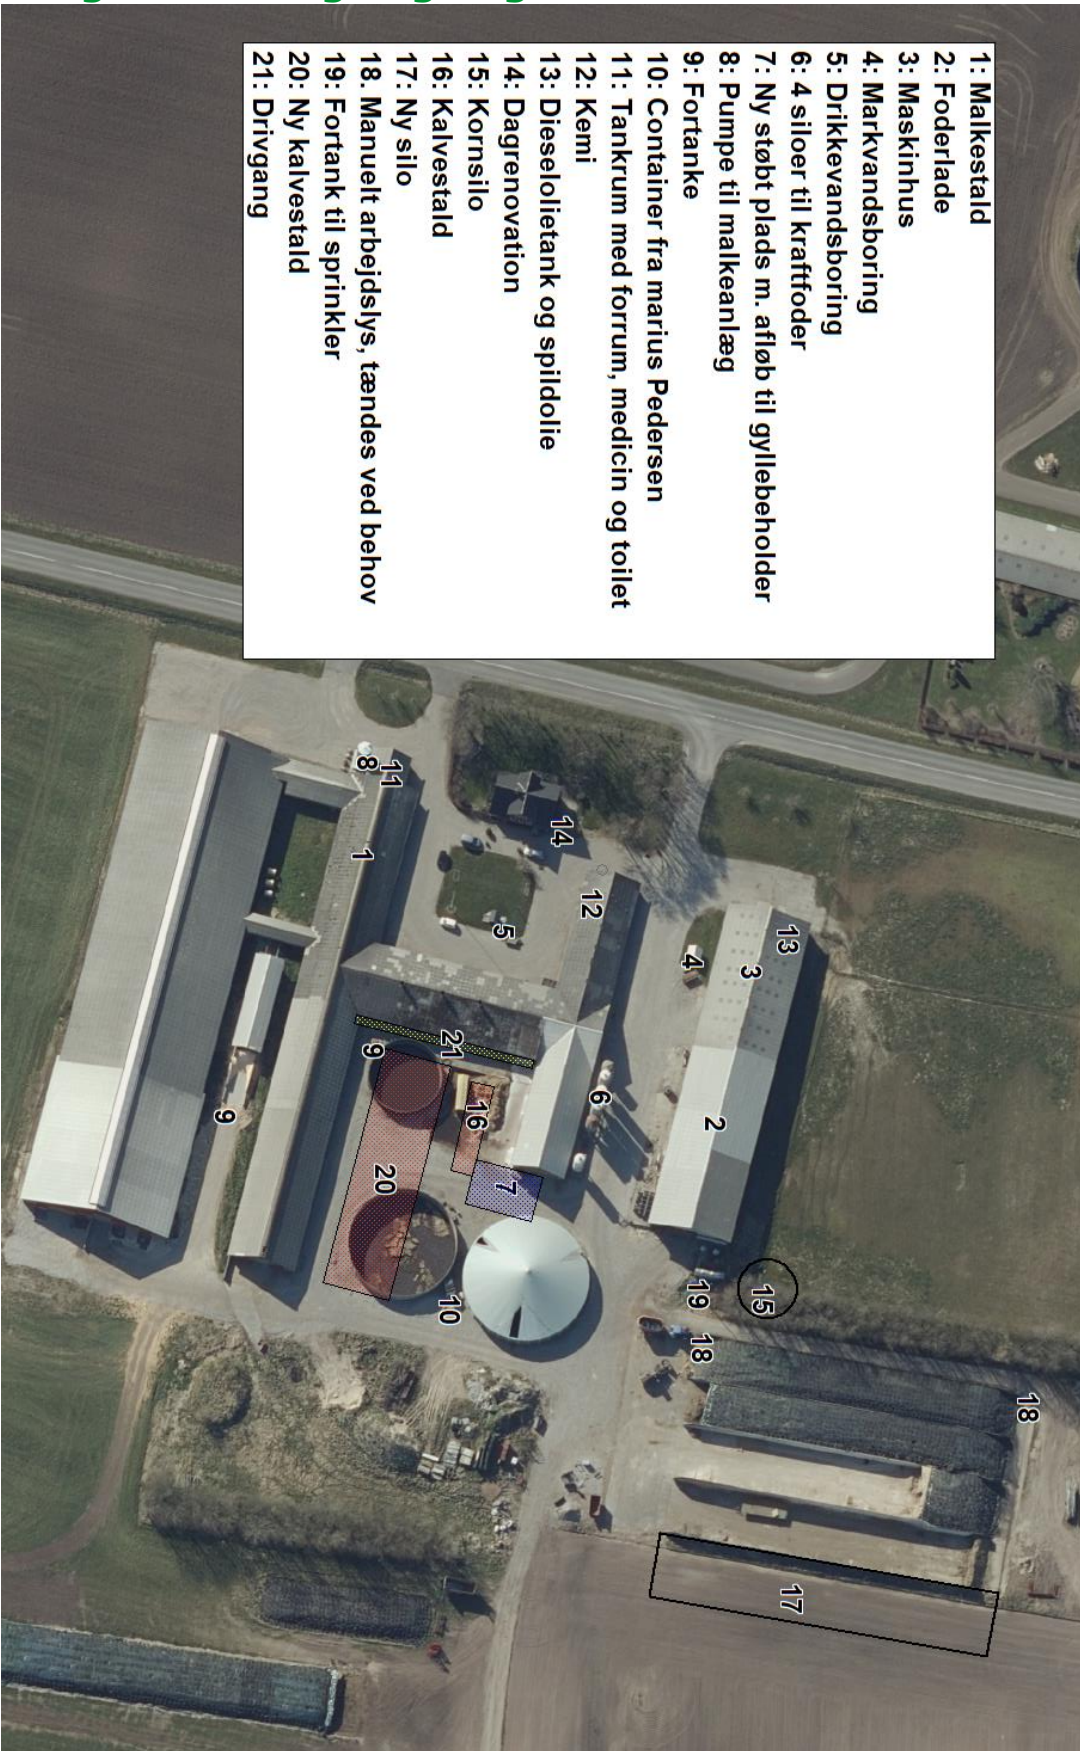 1: Malkestald
2: Foderlade
3: Maskinhus
4: Markvandsboring
5: Drikkevandsboring
6: 4 siloer til kraftfoder
7: Ny støbt plads m. afløb til gyllebeholder
8: Pumpe til malkeanlæg
9: Fortanke
10: Container fra marius Pedersen
11: Tankrum med forrum, medicin og toilet
12: Kemi
13: Dieselolietank og spildolie
14: Dagrenovation
15: Kornsilo
16: Kalvestald
17: Ny silo
18. Manuelt arbejdslys, tændes ved behov
19: Fortank til sprinkler
20: Ny kalvestald
21: Drivgang
13
3
4
2
15
19
18
18
17
14
12
5
6
7
16
21
9
20
10
11
8
1
9